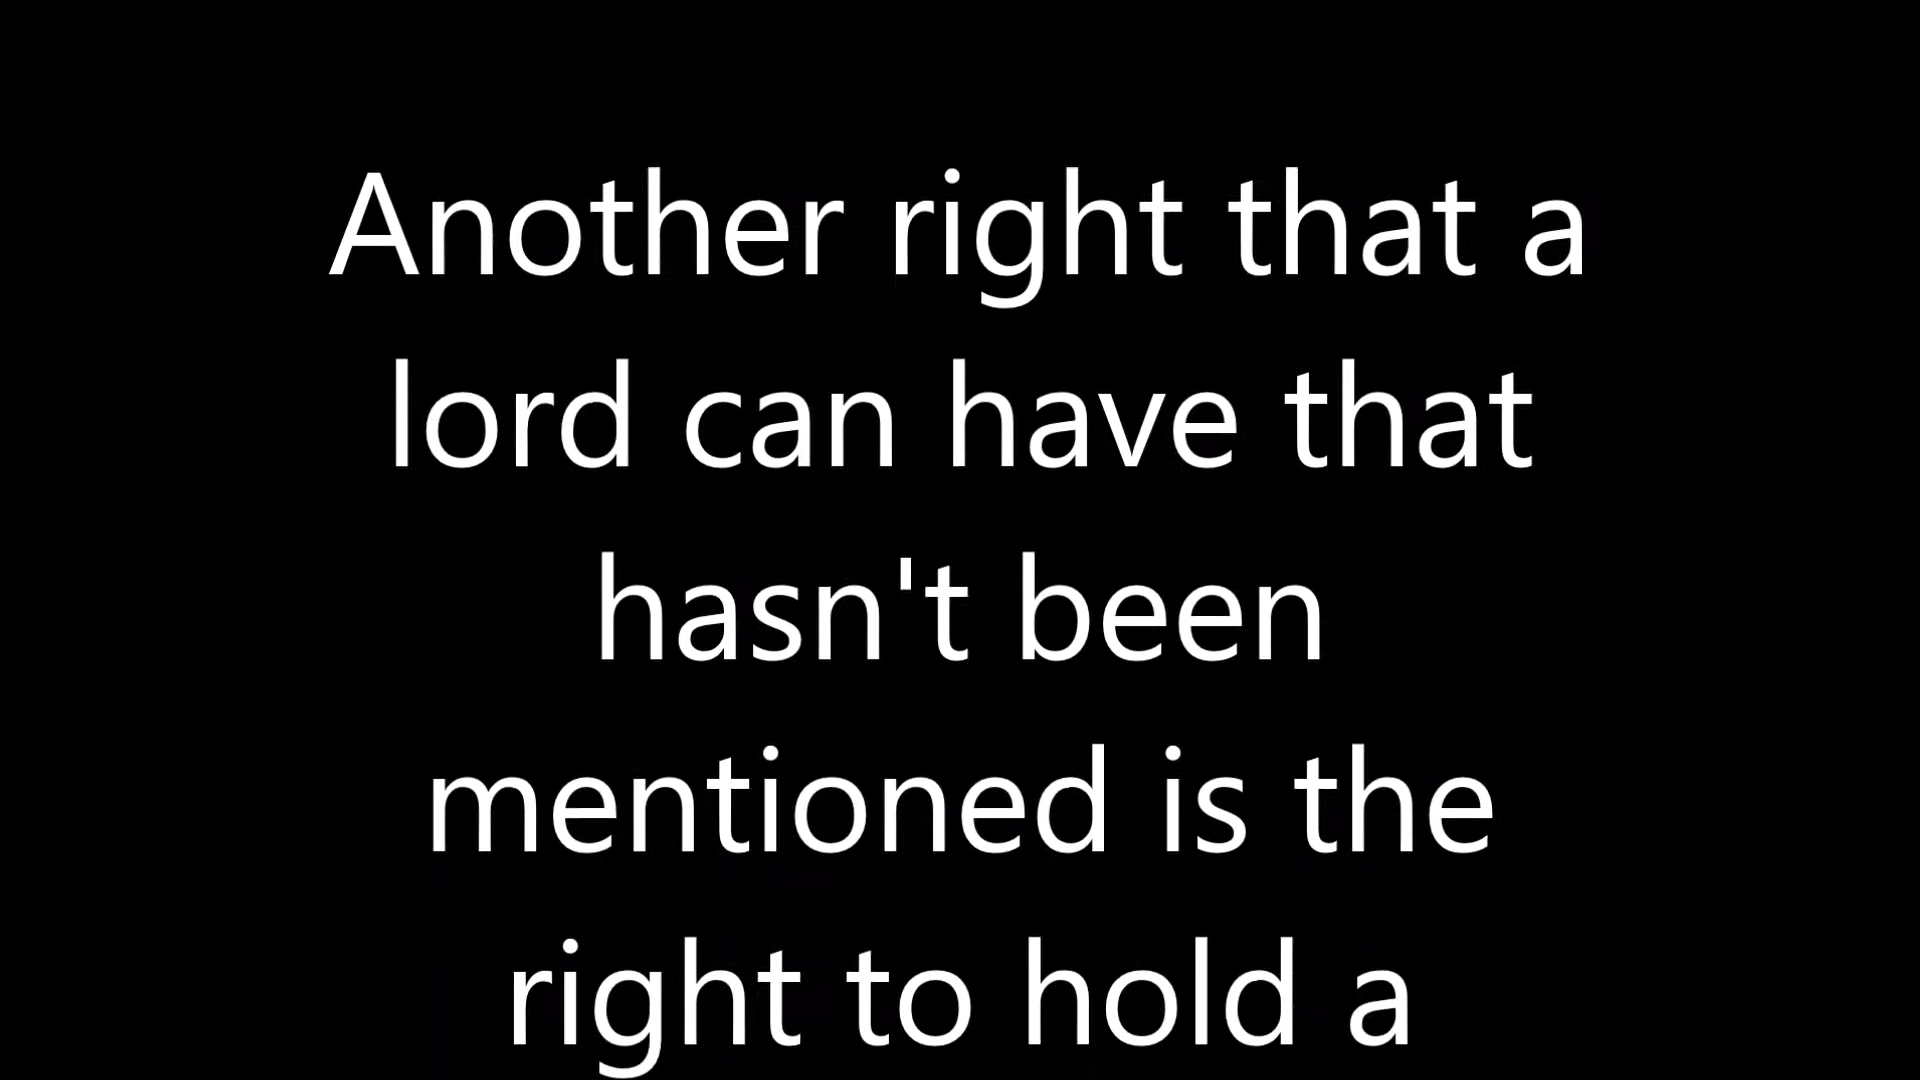 Another right that a
lord can have that
hasn't been
mentioned is the
right to hold a